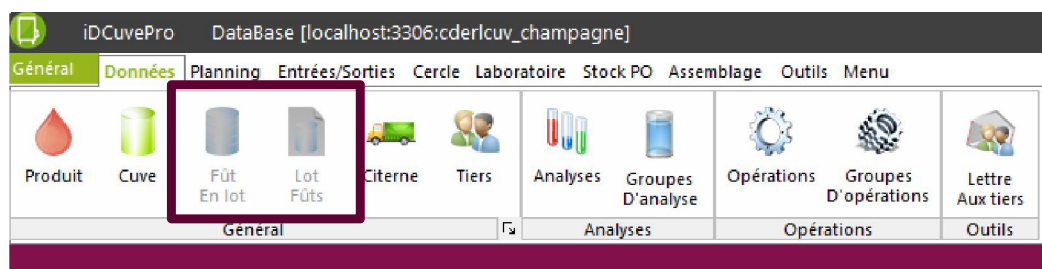 iDCuvePro DataBase [localhost:3306:cderlcuv_champagne]
Général Données Planning Entrées/Sorties Cercle Laboratoire Stock PO Assemblage Outils Menu
Produit Cuve Fût En lot Lot Fûts Citerne Tiers Analyses Groupes D'analyse Opérations Groupes D'opérations Lettre Aux tiers
Général Analyses Opérations Outils